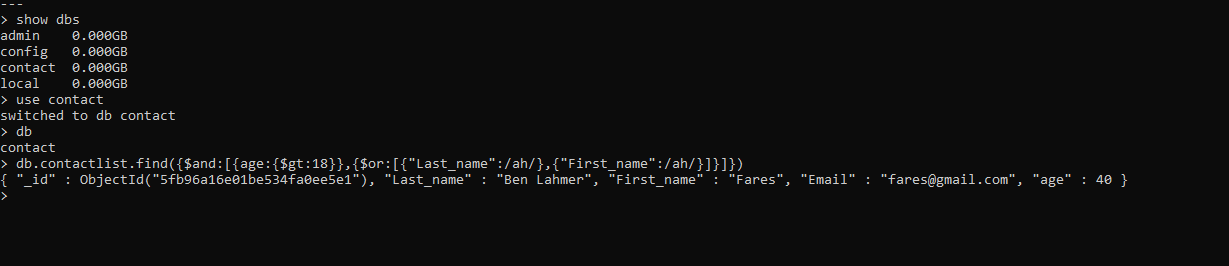 ---
> show dbs
admin    0.000GB
config   0.000GB
contact  0.000GB
local    0.000GB
> use contact
switched to db contact
> db
contact
> db.contactlist.find({$and:[{age:{$gt:18}},{$or:[{"Last_name":/ah/},{"First_name":/ah/}]}]})
{ "_id" : ObjectId("5fb96a16e01be534fa0ee5e1"), "Last_name" : "Ben Lahmer", "First_name" : "Fares", "Email" : "fares@gmail.com", "age" : 40 }
>